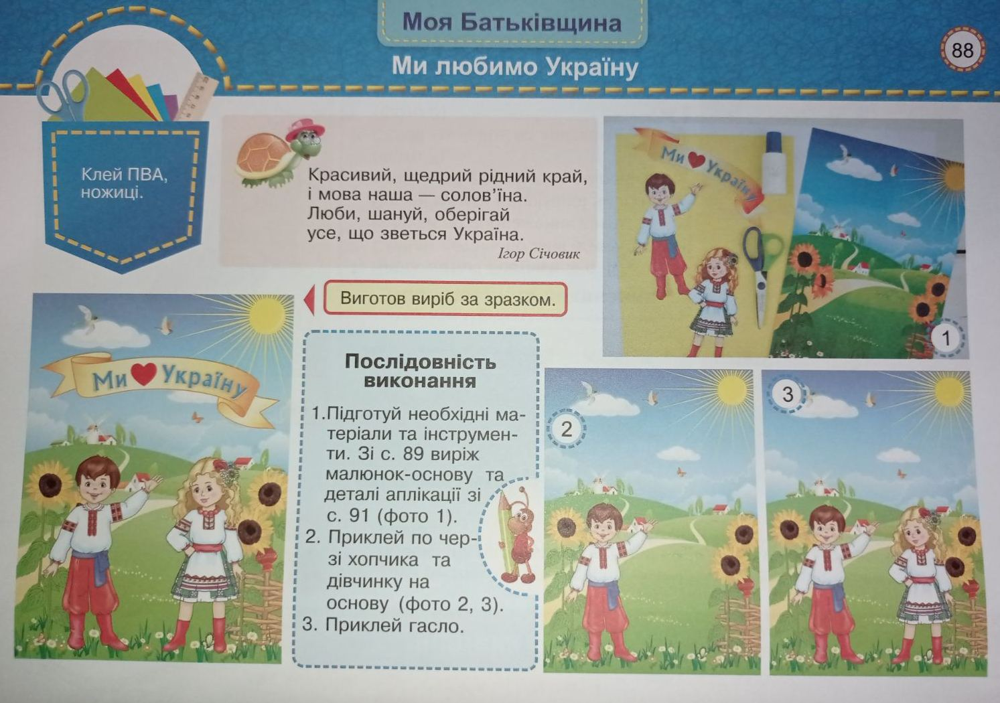 Моя Батьківщина
Ми любимо Україну
88
Клей ПВА,
ножиці.
Красивий, щедрий рідний край,
і мова наша — солов’їна.
Люби, шануй, оберігай
усе, що зветься Україна.
Ігор Січовик
Ми Україну
1
Виготов виріб за зразком.
Ми Україну
Послідовність
виконання
1.Підготуй необхідні ма-
теріали та інструмен-
ти. Зі с. 89 виріж
малюнок-основу та
деталі аплікації зі
с. 91 (фото 1).
2. Приклей по чер-
зі хопчика та
дівчинку на
основу (фото 2, 3).
3. Приклей гасло.
2
3